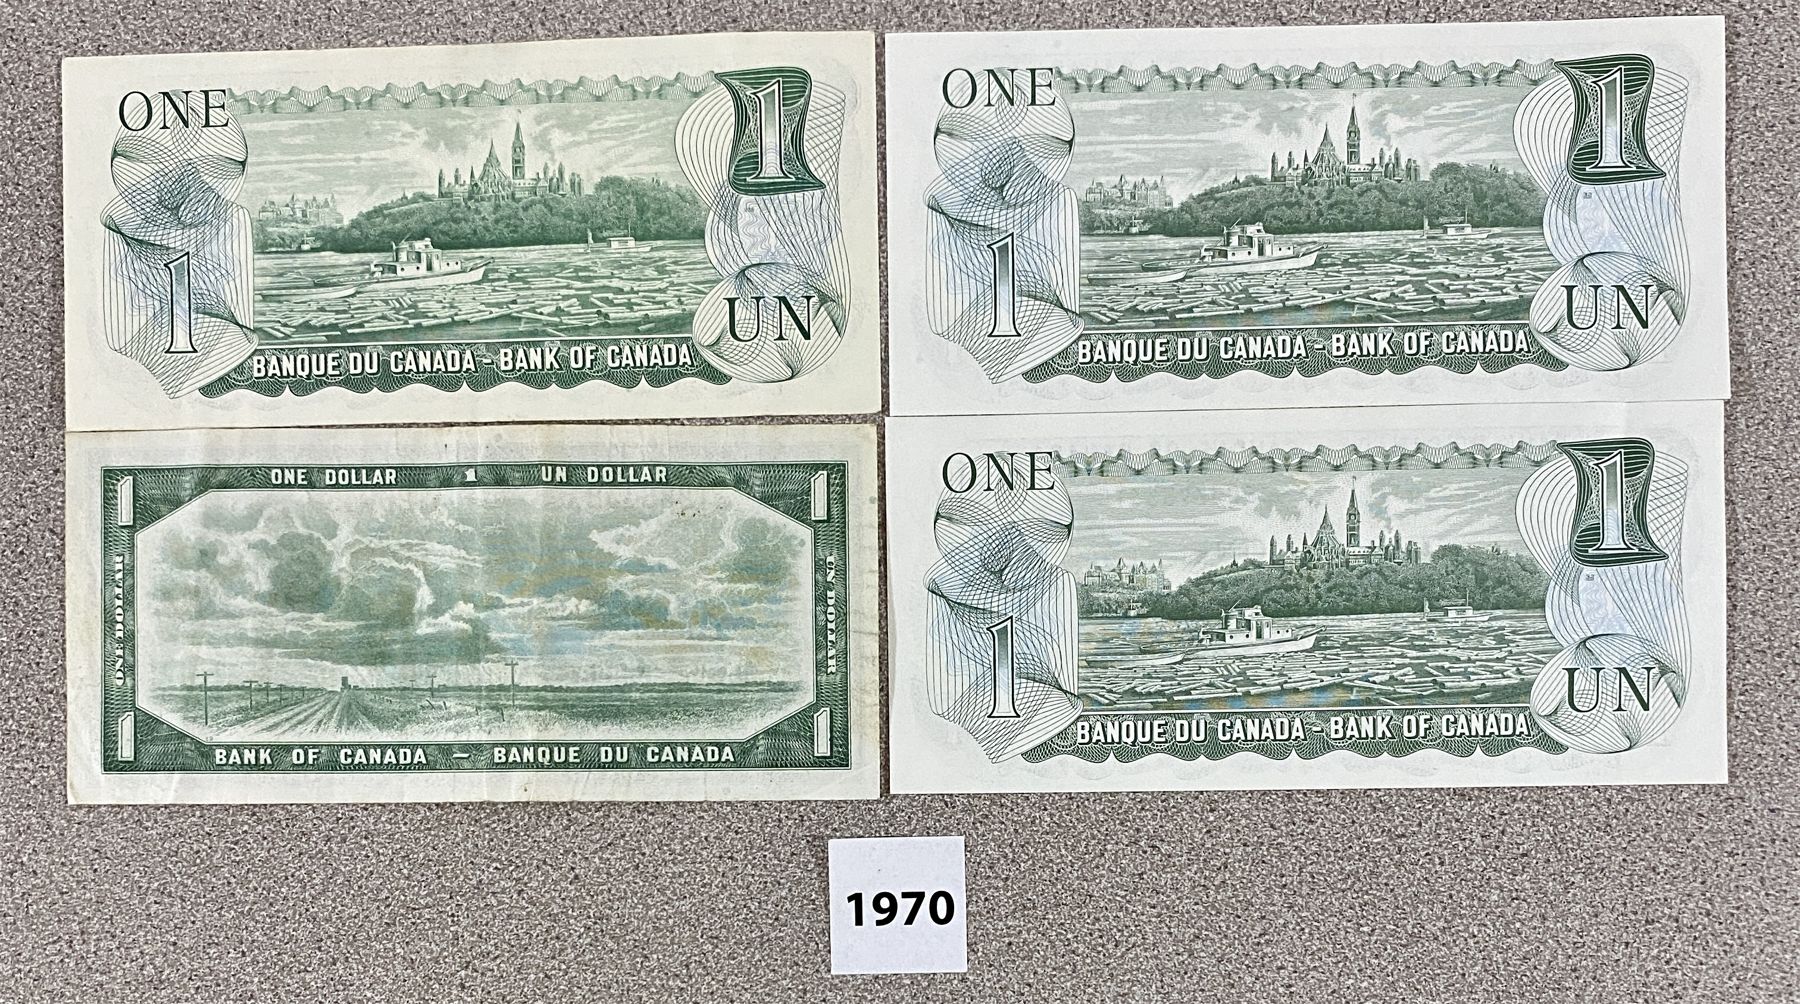 ONE
1
1
UN
BANQUE DU CANADA - BANK OF CANADA
ONE
1
1
UN
BANQUE DU CANADA - BANK OF CANADA
1 ONE DOLLAR 1 UN DOLLAR 1
ONE DOLLAR
UN DOLLAR
1 BANK OF CANADA – BANQUE DU CANADA 1
ONE
1
1
UN
BANQUE DU CANADA - BANK OF CANADA
1970